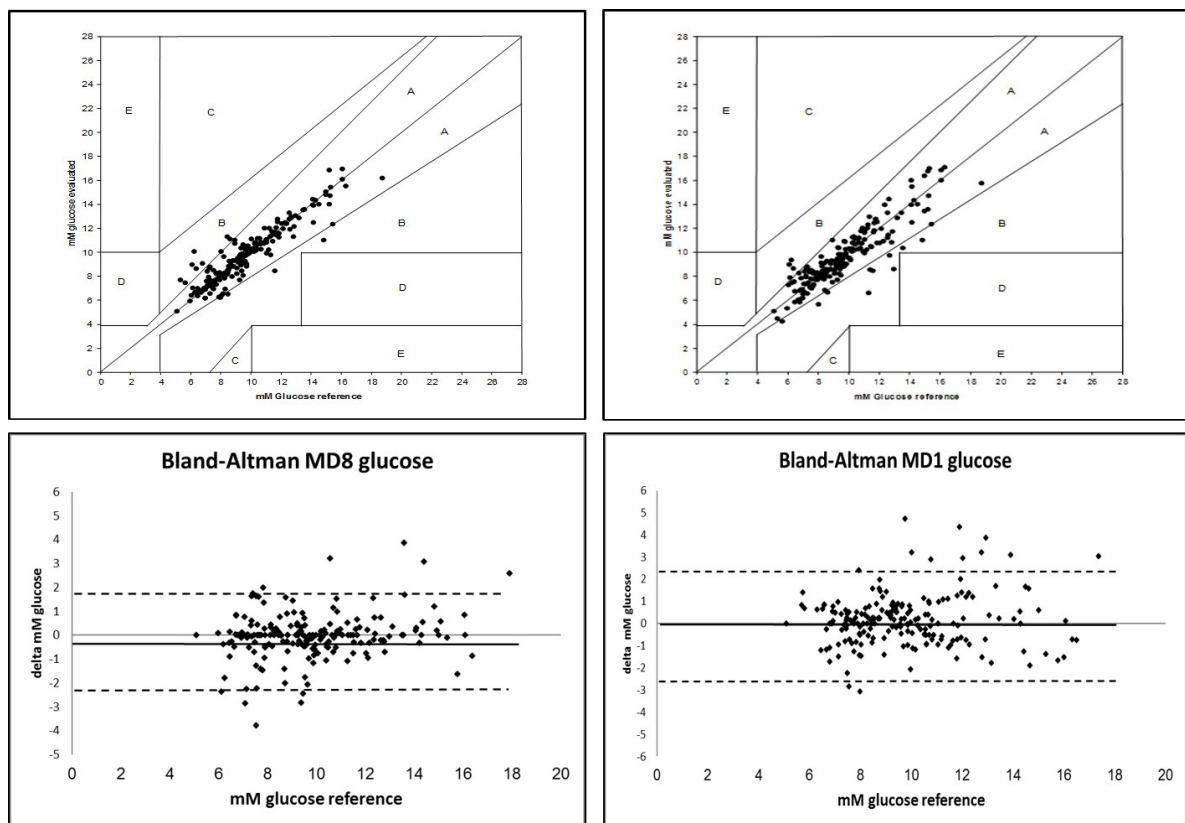 28
26
24
22
20
18
16
14
12
10
8
6
4
2
0
mM glucose evaluated
E
C
A
A
B
B
D
D
C
E
0 2 4 6 8 10 12 14 16 18 20 22 24 26 28
mM Glucose reference
28
26
24
22
20
18
16
14
12
10
8
6
4
2
0
mM glucose evaluated
E
C
A
A
B
B
D
D
C
E
0 2 4 6 8 10 12 14 16 18 20 22 24 26 28
mM Glucose reference
Bland-Altman MD8 glucose
6
5
4
3
2
1
0
-1
-2
-3
-4
-5
delta mM glucose
0 2 4 6 8 10 12 14 16 18 20
mM glucose reference
Bland-Altman MD1 glucose
6
5
4
3
2
1
0
-1
-2
-3
-4
-5
-6
delta mM glucose
0 2 4 6 8 10 12 14 16 18 20
mM glucose reference